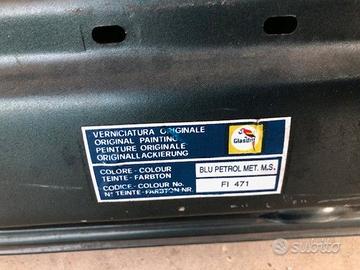 VERNICIATURA ORIGINALE
ORIGINAL PAINTING
PEINTURE ORIGINALE
ORIGINALLACKIERUNG
Glasurit
COLORE - COLOUR
TEINTE - FARBTON
BLU PETROL MET. M.S.
CODICE - COLOUR No.
N° TEINTE - FARBTON-NR.
FI 471
subito